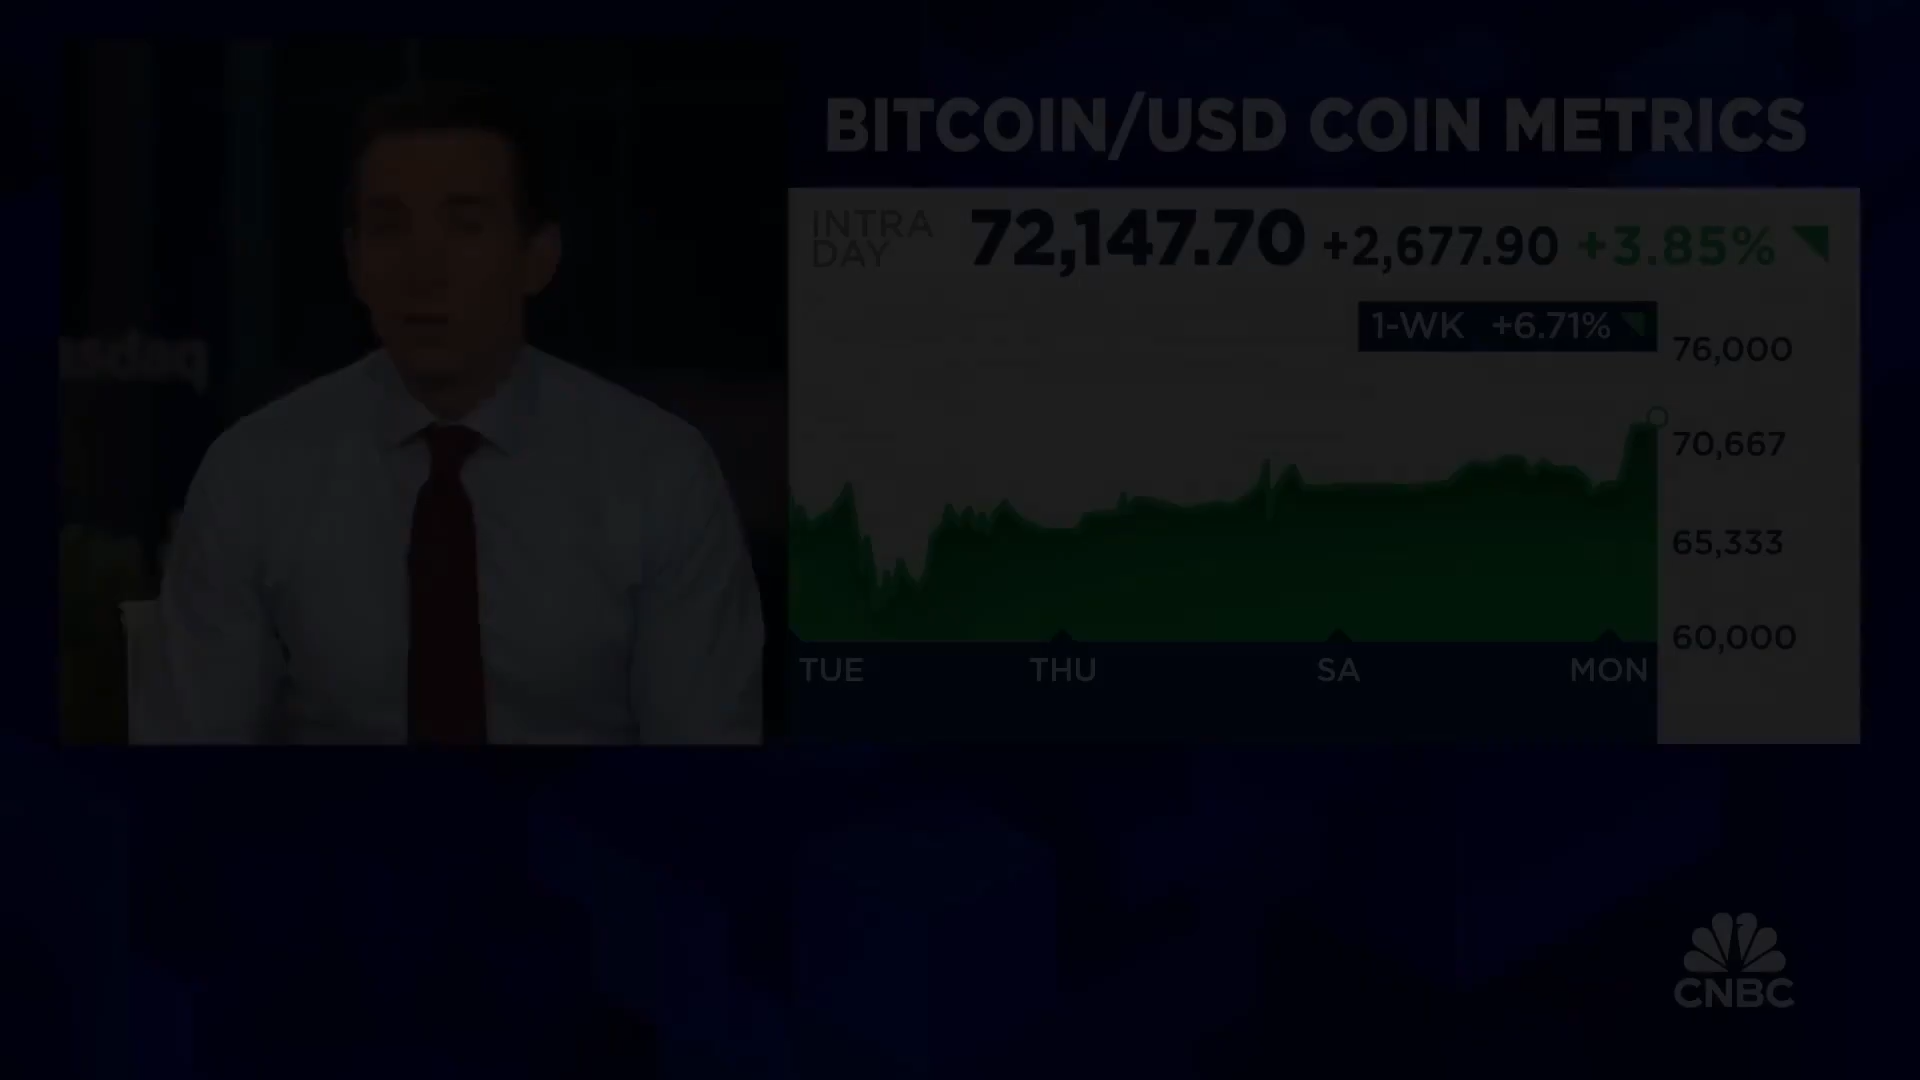 BITCOIN/USD COIN METRICS
INTRA DAY 72,147.70 +2,677.90 +3.85%
1-WK +6.71%
76,000
70,667
65,333
60,000
TUE THU SA MON
asdaq
CNBC